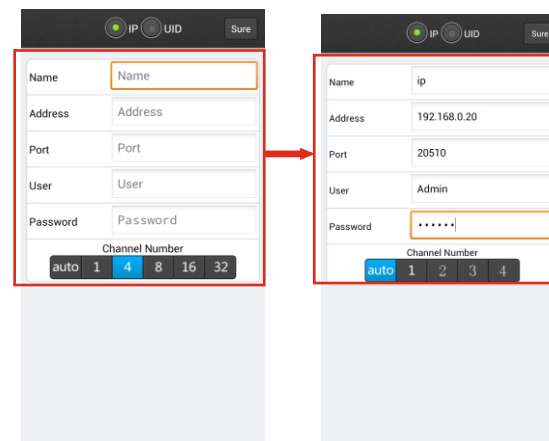 IP UID Sure
Name Name
Address Address
Port Port
User User
Password Password
Channel Number
auto 1 4 8 16 32
IP UID Sure
Name ip
Address 192.168.0.20
Port 20510
User Admin
Password ••••••
Channel Number
auto 1 2 3 4